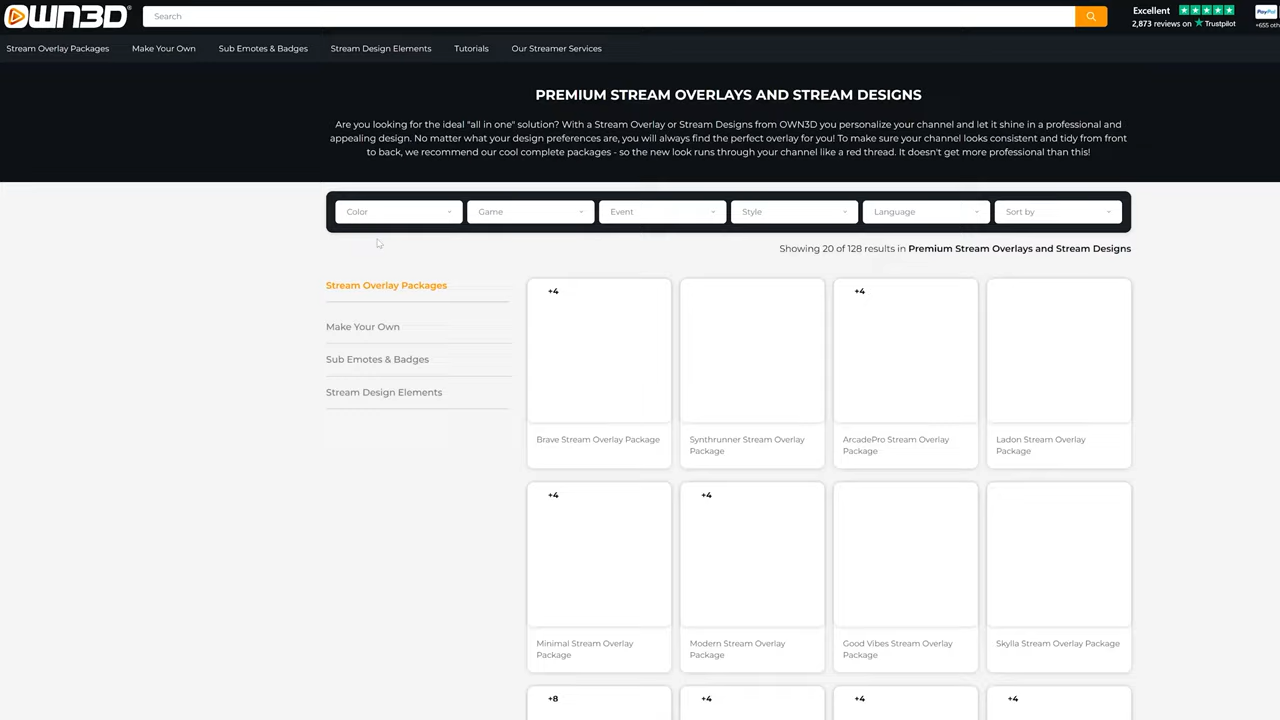 OWN3D®
Search
Excellent
2,873 reviews on Trustpilot
PayPal
Stream Overlay Packages
Make Your Own
Sub Emotes & Badges
Stream Design Elements
Tutorials
Our Streamer Services
PREMIUM STREAM OVERLAYS AND STREAM DESIGNS
Are you looking for the ideal "all in one" solution? With a Stream Overlay or Stream Designs from OWN3D you personalize your channel and let it shine in a professional and
appealing design. No matter what your design preferences are, you will always find the perfect overlay for you! To make sure your channel looks consistent and tidy from front
to back, we recommend our cool complete packages - so the new look runs through your channel like a red thread. It doesn't get more professional than this!
Color
Game
Event
Style
Language
Sort by
Showing 20 of 128 results in Premium Stream Overlays and Stream Designs
Stream Overlay Packages
Make Your Own
Sub Emotes & Badges
Stream Design Elements
+4
+4
Brave Stream Overlay Package
Synthrunner Stream Overlay
Package
ArcadePro Stream Overlay
Package
Ladon Stream Overlay
Package
+4
+4
Minimal Stream Overlay
Package
Modern Stream Overlay
Package
Good Vibes Stream Overlay
Package
Skylla Stream Overlay Package
+8
+4
+4
+4